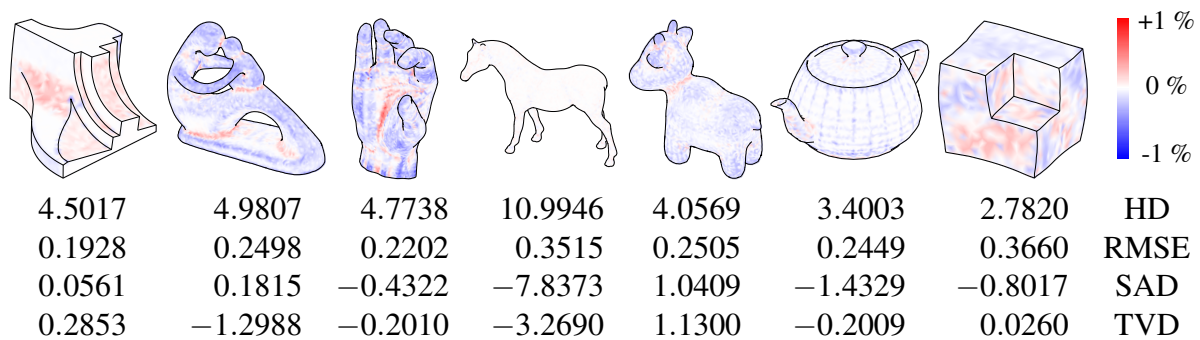 +1 %
0 %
-1 %
4.5017 4.9807 4.7738 10.9946 4.0569 3.4003 2.7820 HD
0.1928 0.2498 0.2202 0.3515 0.2505 0.2449 0.3660 RMSE
0.0561 0.1815 −0.4322 −7.8373 1.0409 −1.4329 −0.8017 SAD
0.2853 −1.2988 −0.2010 −3.2690 1.1300 −0.2009 0.0260 TVD